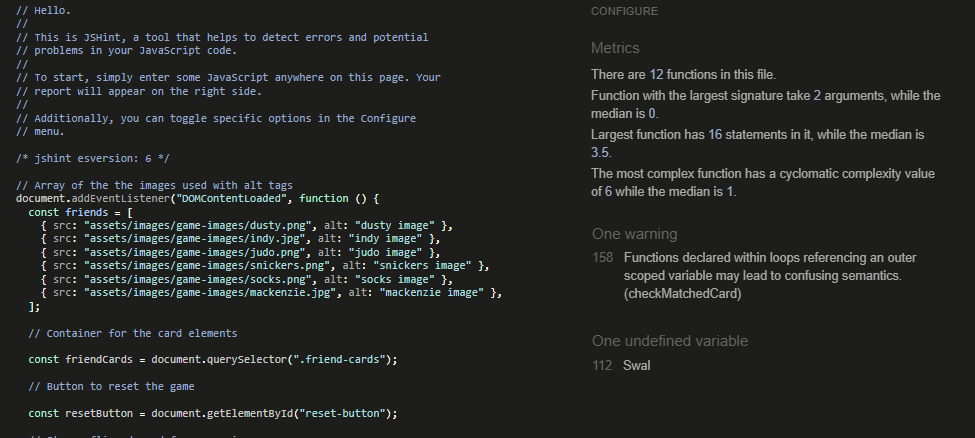 // Hello.
//
// This is JSHint, a tool that helps to detect errors and potential
// problems in your JavaScript code.
//
// To start, simply enter some JavaScript anywhere on this page. Your
// report will appear on the right side.
//
// Additionally, you can toggle specific options in the Configure
// menu.
/* jshint esversion: 6 */
// Array of the the images used with alt tags
document.addEventListener("DOMContentLoaded", function () {
const friends = [
{ src: "assets/images/game-images/dusty.png", alt: "dusty image" },
{ src: "assets/images/game-images/indy.jpg", alt: "indy image" },
{ src: "assets/images/game-images/judo.png", alt: "judo image" },
{ src: "assets/images/game-images/snickers.png", alt: "snickers image" },
{ src: "assets/images/game-images/socks.png", alt: "socks image" },
{ src: "assets/images/game-images/mackenzie.jpg", alt: "mackenzie image" },
];
// Container for the card elements
const friendCards = document.querySelector(".friend-cards");
// Button to reset the game
const resetButton = document.getElementById("reset-button");
CONFIGURE
Metrics
There are 12 functions in this file.
Function with the largest signature take 2 arguments, while the
median is 0.
Largest function has 16 statements in it, while the median is
3.5.
The most complex function has a cyclomatic complexity value
of 6 while the median is 1.
One warning
158 Functions declared within loops referencing an outer
scoped variable may lead to confusing semantics.
(checkMatchedCard)
One undefined variable
112 Swal